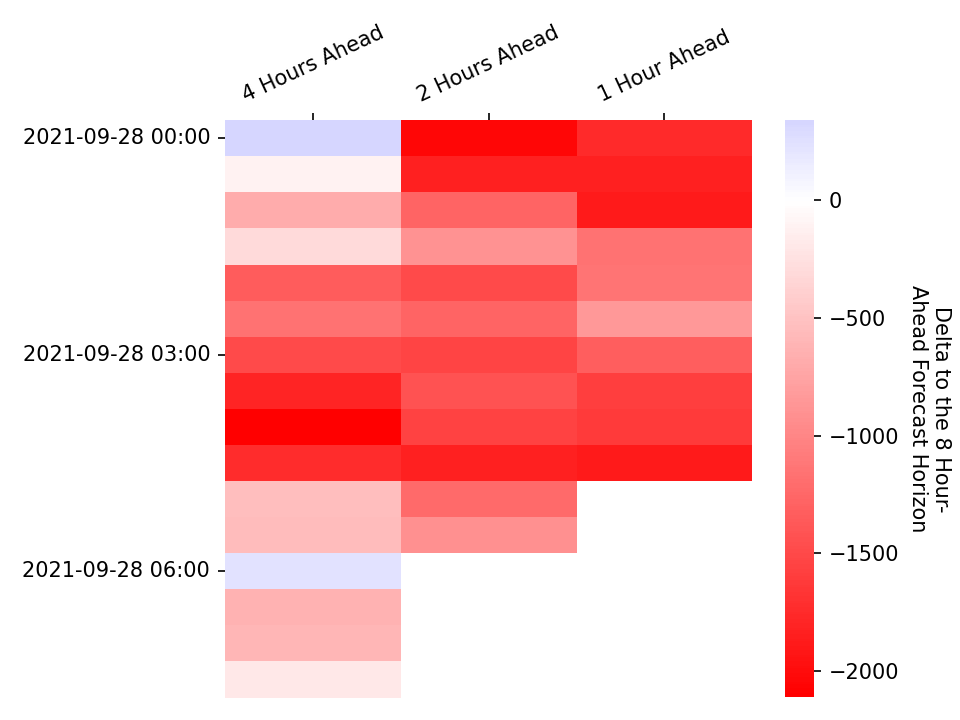 4 Hours Ahead
2 Hours Ahead
1 Hour Ahead
2021-09-28 00:00
2021-09-28 03:00
2021-09-28 06:00
0
−500
−1000
−1500
−2000
Delta to the 8 Hour-
Ahead Forecast Horizon